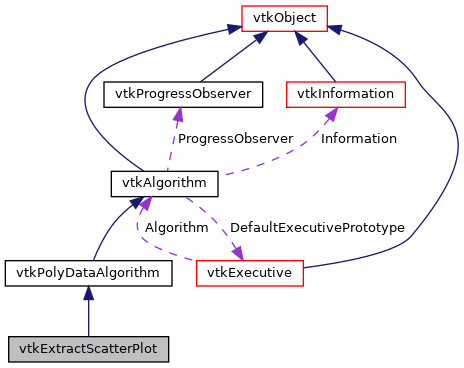 vtkObject
vtkProgressObserver
vtkInformation
ProgressObserver
Information
vtkAlgorithm
Algorithm
DefaultExecutivePrototype
vtkPolyDataAlgorithm
vtkExecutive
vtkExtractScatterPlot